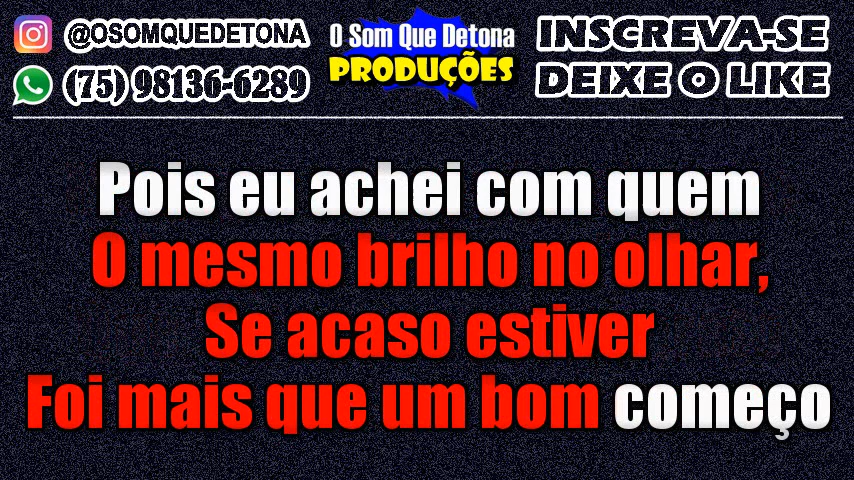 @OSOMQUEDETONA
(75) 98136-6289
O Som Que Detona
PRODUÇÕES
INSCREVA-SE
DEIXE O LIKE
Pois eu achei com quem
O mesmo brilho no olhar,
Se acaso estiver
Foi mais que um bom começo